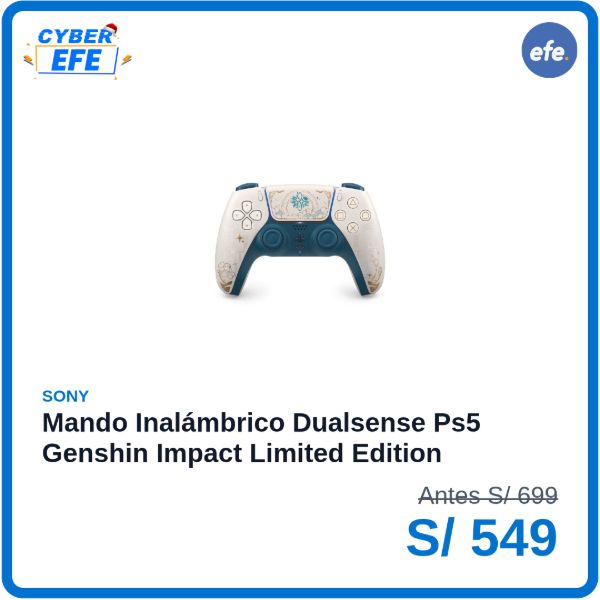 CYBER
EFE
efe.
SONY
Mando Inalámbrico Dualsense Ps5
Genshin Impact Limited Edition
Antes S/ 699
S/ 549